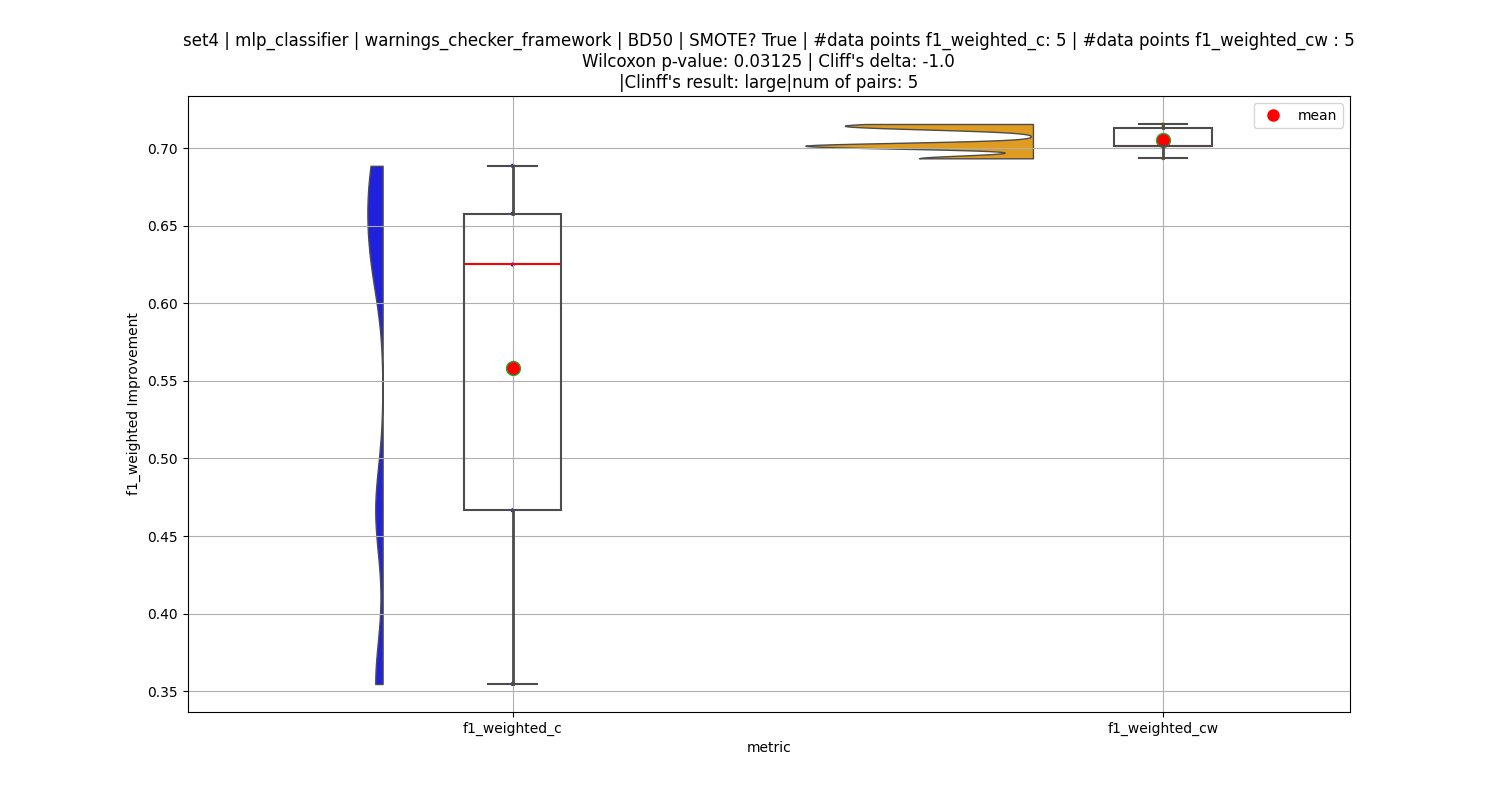 set4 | mlp_classifier | warnings_checker_framework | BD50 | SMOTE? True | #data points f1_weighted_c: 5 | #data points f1_weighted_cw : 5
Wilcoxon p-value: 0.03125 | Cliff's delta: -1.0
|Clinff's result: large|num of pairs: 5
mean
0.70
0.65
0.60
0.55
0.50
0.45
0.40
0.35
f1_weighted Improvement
f1_weighted_c
f1_weighted_cw
metric